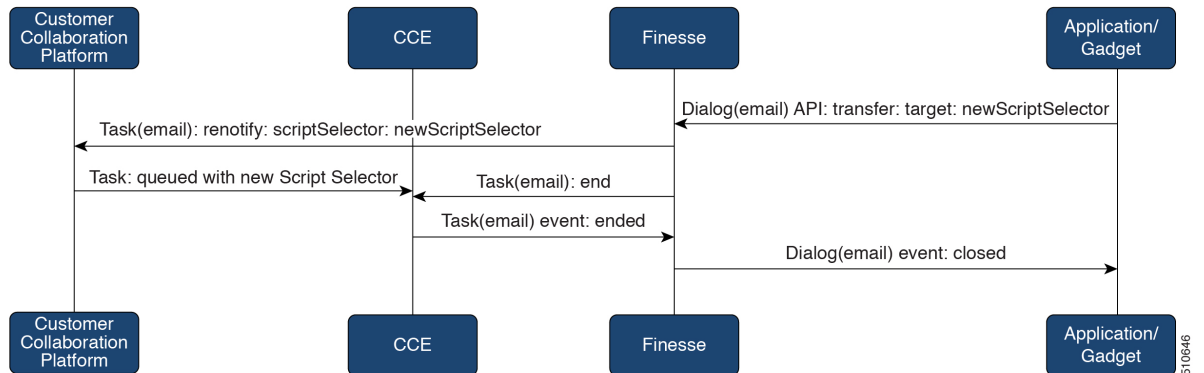 Customer
Collaboration
Platform
CCE
Finesse
Application/
Gadget
Dialog(email) API: transfer: target: newScriptSelector
Task(email): renotify: scriptSelector: newScriptSelector
Task: queued with new Script Selector
Task(email): end
Task(email) event: ended
Dialog(email) event: closed
Customer
Collaboration
Platform
CCE
Finesse
Application/
Gadget
510646